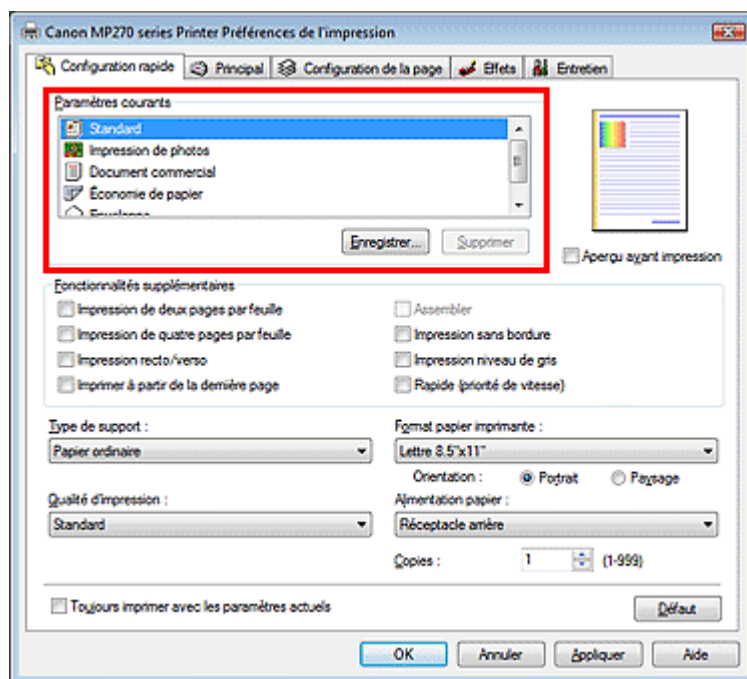 Canon MP270 series Printer Préférences de l'impression
Configuration rapide Principal Configuration de la page Effets Entretien
Paramètres courants
Standard
Impression de photos
Document commercial
Économie de papier
Enregistrer... Supprimer
Aperçu avant impression
Fonctionnalités supplémentaires
Impression de deux pages par feuille Assembler
Impression de quatre pages par feuille Impression sans bordure
Impression recto/verso Impression niveau de gris
Imprimer à partir de la dernière page Rapide (priorité de vitesse)
Type de support : Format papier imprimante :
Papier ordinaire Lettre 8.5"x11"
Orientation : Portrait Paysage
Qualité d'impression : Alimentation papier :
Standard Réceptacle arrière
Copies : 1 (1-999)
Toujours imprimer avec les paramètres actuels Défaut
OK Annuler Appliquer Aide